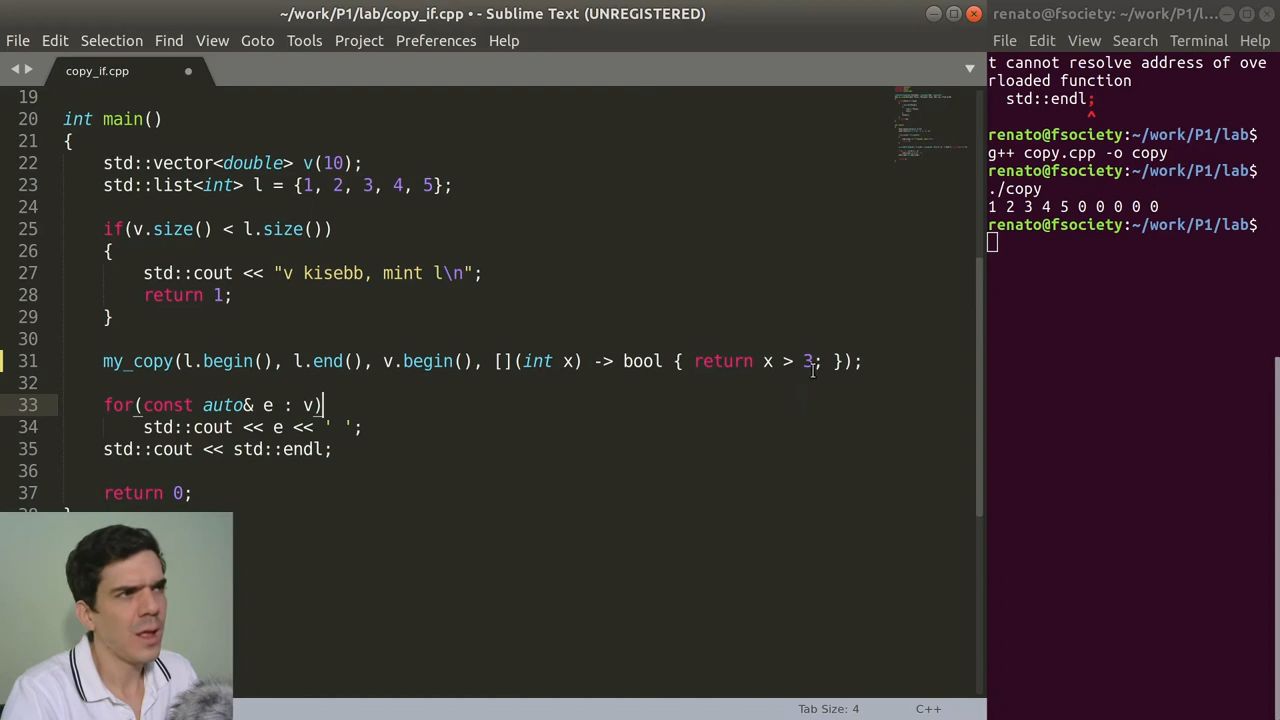 ~/work/P1/lab/copy_if.cpp • - Sublime Text (UNREGISTERED)
File Edit Selection Find View Goto Tools Project Preferences Help
copy_if.cpp
19
20 int main()
21 {
22 std::vector<double> v(10);
23 std::list<int> l = {1, 2, 3, 4, 5};
24
25 if(v.size() < l.size())
26 {
27 std::cout << "v kisebb, mint l\n";
28 return 1;
29 }
30
31 my_copy(l.begin(), l.end(), v.begin(), [](int x) -> bool { return x > 3; });
32
33 for(const auto& e : v)
34 std::cout << e << ' ';
35 std::cout << std::endl;
36
37 return 0;
Tab Size: 4 C++
renato@fsociety: ~/work/P1/l...
File Edit View Search Terminal Help
t cannot resolve address of ove
rloaded function
std::endl;
^
renato@fsociety:~/work/P1/lab$
g++ copy.cpp -o copy
renato@fsociety:~/work/P1/lab$
./copy
1 2 3 4 5 0 0 0 0 0
renato@fsociety:~/work/P1/lab$